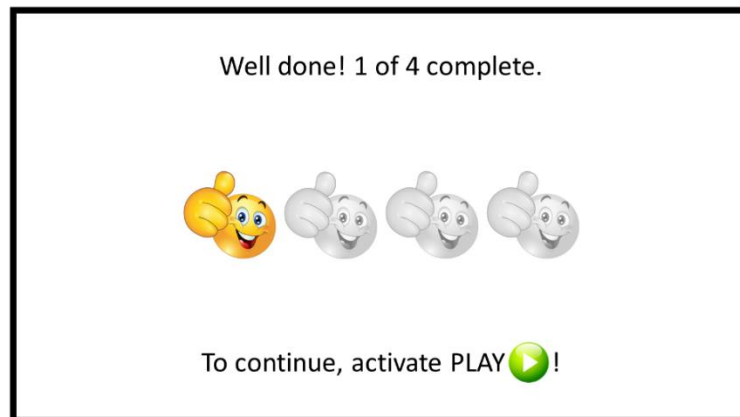 Well done! 1 of 4 complete.
To continue, activate PLAY !